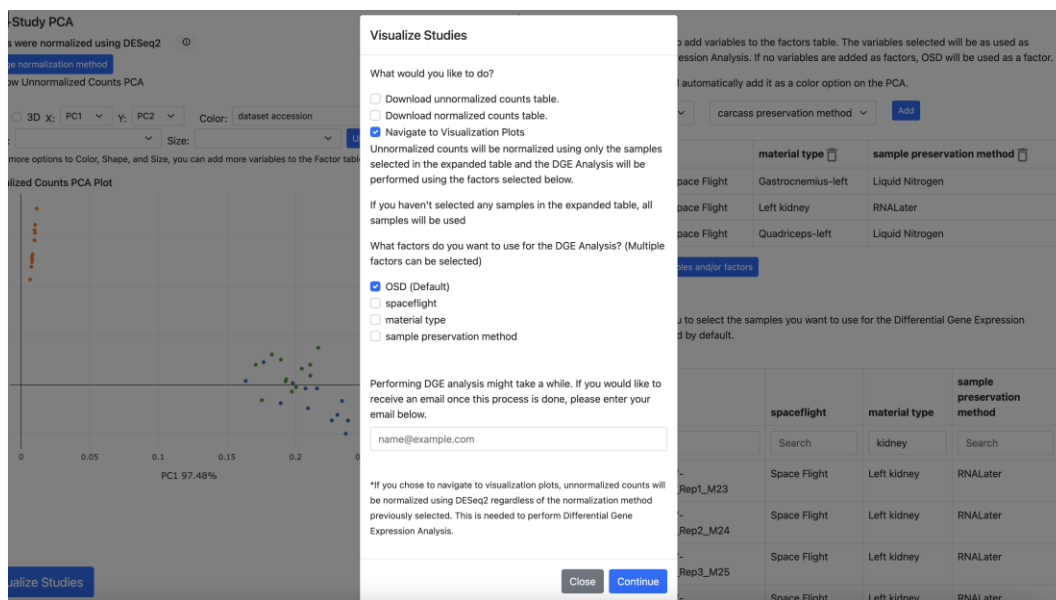 -Study PCA
s were normalized using DESeq2
ge normalization method
ow Unnormalized Counts PCA
3D X: PC1 Y: PC2 Color: dataset accession
: Size: U
more options to Color, Shape, and Size, you can add more variables to the Factor tabl
alized Counts PCA Plot
0 0.05 0.1 0.15 0.2 0
PC1 97.48%
ualize Studies
Visualize Studies
What would you like to do?
Download unnormalized counts table.
Download normalized counts table.
Navigate to Visualization Plots
Unnormalized counts will be normalized using only the samples
selected in the expanded table and the DGE Analysis will be
performed using the factors selected below.
If you haven't selected any samples in the expanded table, all
samples will be used
What factors do you want to use for the DGE Analysis? (Multiple
factors can be selected)
OSD (Default)
spaceflight
material type
sample preservation method
Performing DGE analysis might take a while. If you would like to
receive an email once this process is done, please enter your
email below.
name@example.com
*If you chose to navigate to visualization plots, unnormalized counts will
be normalized using DESeq2 regardless of the normalization method
previously selected. This is needed to perform Differential Gene
Expression Analysis.
Close Continue
o add variables to the factors table. The variables selected will be as used as
ression Analysis. If no variables are added as factors, OSD will be used as a factor.
l automatically add it as a color option on the PCA.
carcass preservation method Add
material type sample preservation method
pace Flight Gastrocnemius-left Liquid Nitrogen
pace Flight Left kidney RNALater
pace Flight Quadriceps-left Liquid Nitrogen
ples and/or factors
u to select the samples you want to use for the Differential Gene Expression
d by default.
spaceflight material type sample preservation method
Search kidney Search
_Rep1_M23 Space Flight Left kidney RNALater
_Rep2_M24 Space Flight Left kidney RNALater
_Rep3_M25 Space Flight Left kidney RNALater
Space Flight Left kidney RNALater